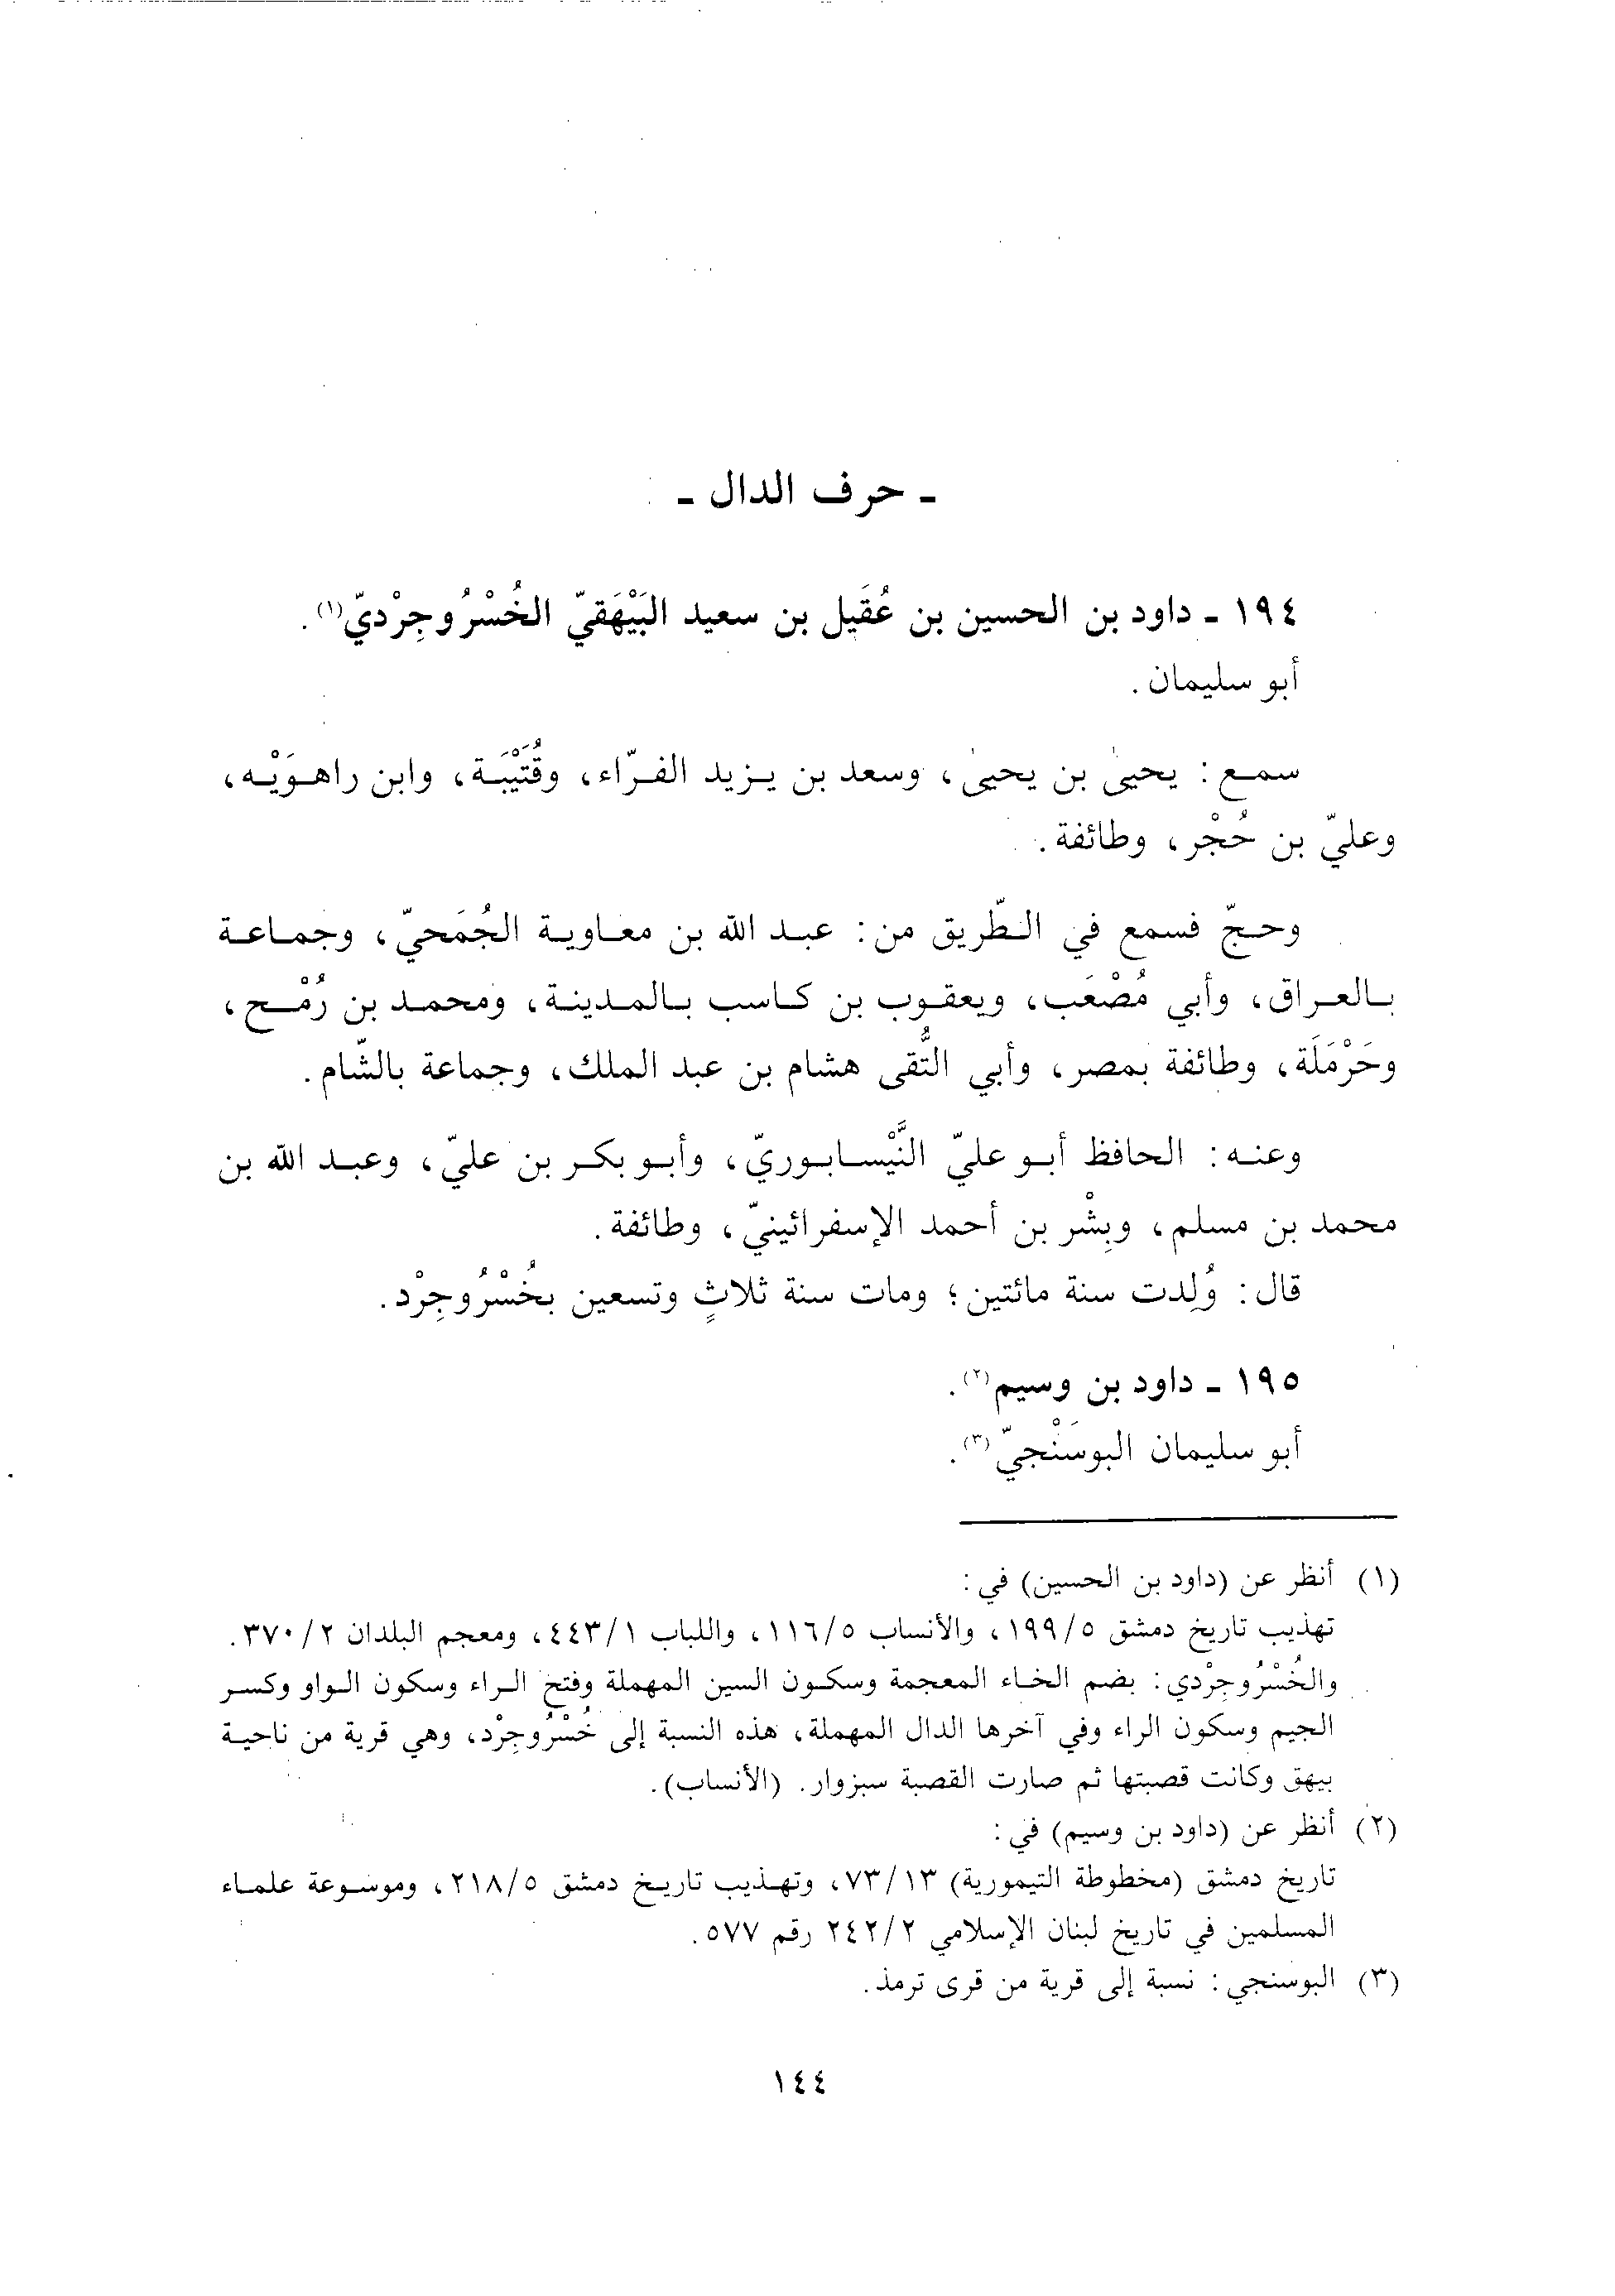 ـ حرف الدال ـ
١٩٤ ـ داود بن الحسين بن عُقَيل بن سعيد البَيْهَقيّ الخُسْرُوجِرْديّ(١).
أبو سليمان.
سمع: يحيىٰ بن يحيىٰ، وسعد بن يزيد الفرّاء، وقُتَيْبَة، وابن راهَوَيْه،
وعليّ بن حُجْر، وطائفة.
وحجّ فسمع في الطّريق من: عبد الله بن معاوية الجُمَحيّ، وجماعة
بالعراق، وأبي مُصْعَب، ويعقوب بن كاسب بالمدينة، ومحمد بن رُمْح،
وحَرْمَلَة، وطائفة بمصر، وأبي التُّقى هشام بن عبد الملك، وجماعة بالشّام.
وعنه: الحافظ أبو عليّ النَّيْسابوريّ، وأبو بكر بن عليّ، وعبد الله بن
محمد بن مسلم، وبِشْر بن أحمد الإسفرائينيّ، وطائفة.
قال: وُلِدت سنة مائتين؛ ومات سنة ثلاثٍ وتسعين بخُسْرُوجِرْد.
١٩٥ ـ داود بن وسيم(٢).
أبو سليمان البوسَنْجيّ(٣).
(١) أنظر عن (داود بن الحسين) في:
تهذيب تاريخ دمشق ١٩٩/٥، والأنساب ١١٦/٥، واللباب ٤٤٣/١، ومعجم البلدان ٣٧٠/٢.
والخُسْرُوجِرْدي: بضم الخاء المعجمة وسكون السين المهملة وفتح الراء وسكون الواو وكسر
الجيم وسكون الراء وفي آخرها الدال المهملة، هذه النسبة إلى خُسْرُوجِرْد، وهي قرية من ناحية
بيهق وكانت قصبتها ثم صارت القصبة سبزوار. (الأنساب).
(٢) أنظر عن (داود بن وسيم) في:
تاريخ دمشق (مخطوطة التيمورية) ٧٣/١٣، وتهذيب تاريخ دمشق ٢١٨/٥، وموسوعة علماء
المسلمين في تاريخ لبنان الإسلامي ٢٤٢/٢ رقم ٥٧٧.
(٣) البوسنجي: نسبة إلى قرية من قرى ترمذ.
١٤٤